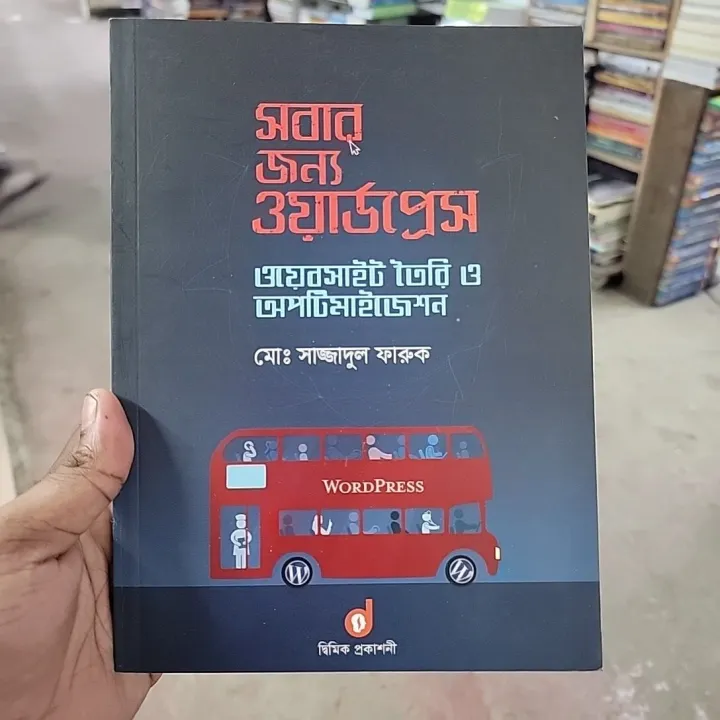 সবার
জন্য
ওয়ার্ডপ্রেস
ওয়েবসাইট তৈরি ও
অপটিমাইজেশন
মোঃ সাজ্জাদুল ফারুক
WORDPRESS
দ্বিমিক প্রকাশনী